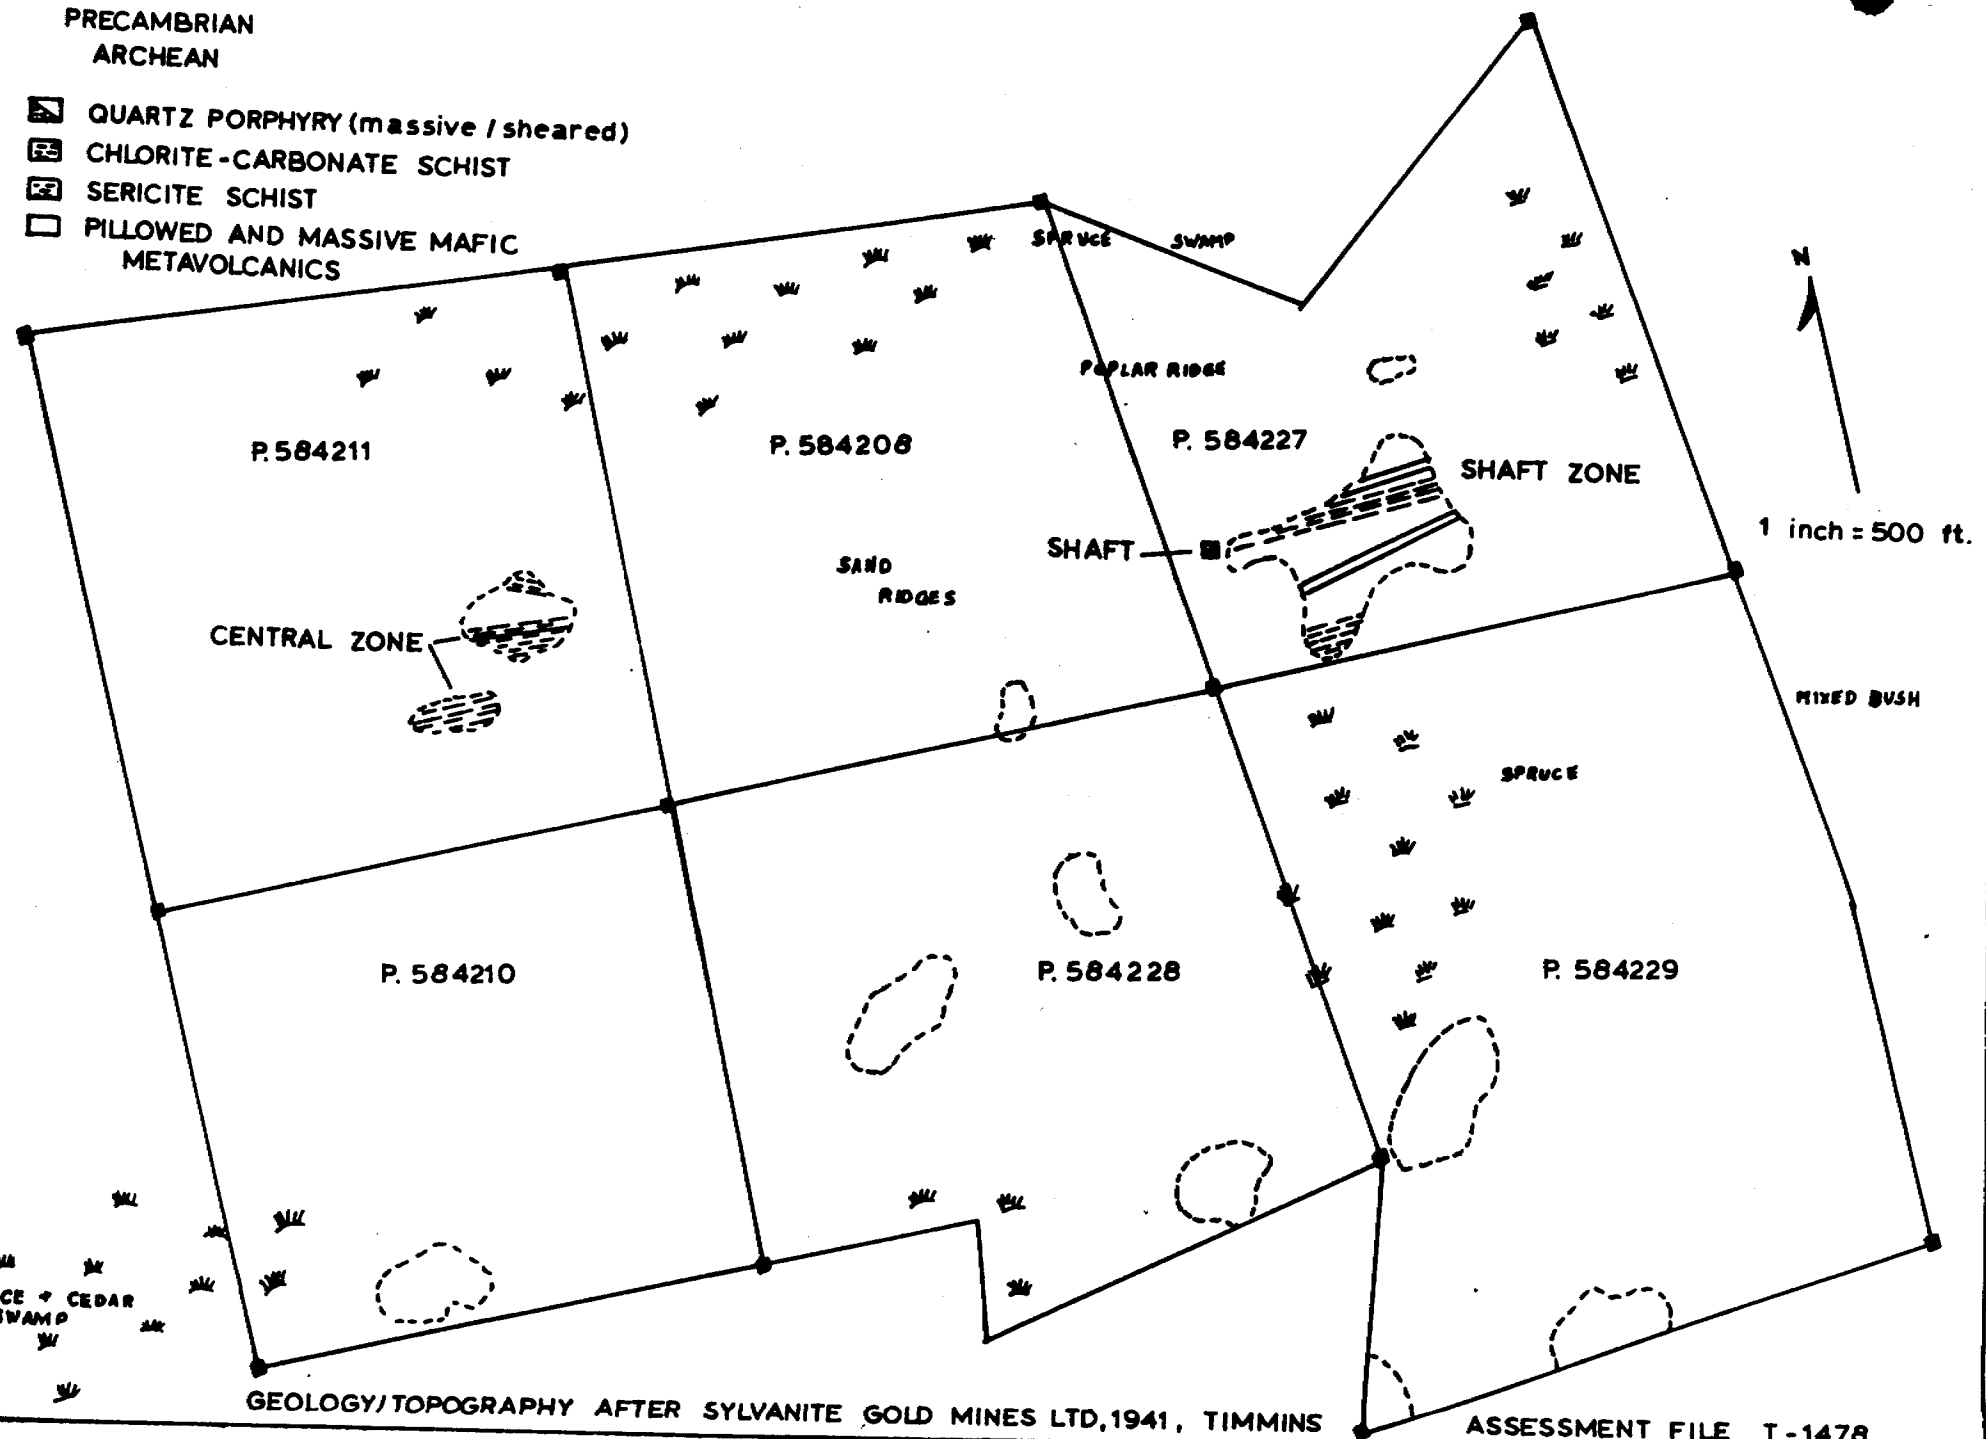 PRECAMBRIAN
ARCHEAN
QUARTZ PORPHYRY (massive / sheared)
CHLORITE-CARBONATE SCHIST
SERICITE SCHIST
PILLOWED AND MASSIVE MAFIC
METAVOLCANICS
SPRUCE SWAMP
N
POPLAR RIDGE
P. 584211
P. 584208
P. 584227
SHAFT ZONE
1 inch = 500 ft.
SHAFT
SAND
RIDGES
CENTRAL ZONE
MIXED BUSH
SPRUCE
P. 584210
P. 584228
P. 584229
CE & CEDAR
SWAMP
GEOLOGY/TOPOGRAPHY AFTER SYLVANITE GOLD MINES LTD, 1941, TIMMINS
ASSESSMENT FILE T-1478